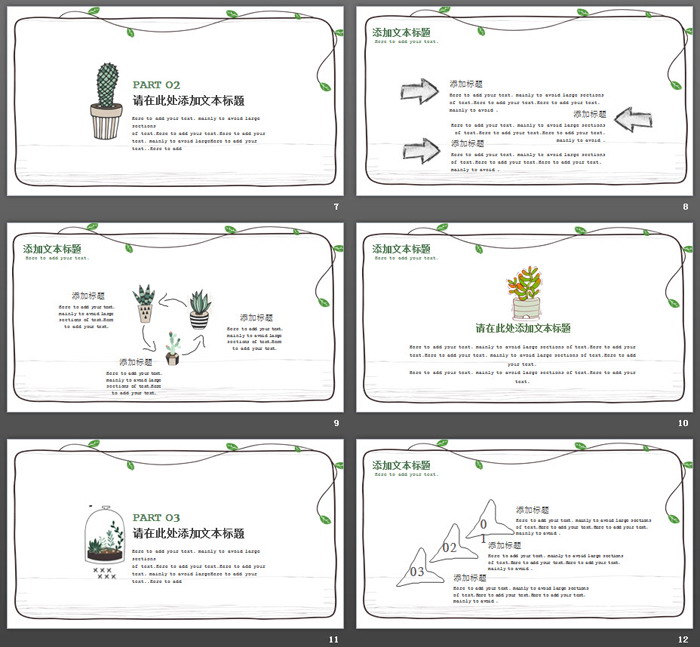 PART 02
请在此处添加文本标题
Here to add your text. mainly to avoid large
sections
of text.Here to add your text.Here to add your
text. mainly to avoid largeHere to add your
text..Here to add
7
添加文本标题
Here to add your text.
添加标题
Here to add your text. mainly to avoid large sections
of text.Here to add your text.Here to add your text.
mainly to avoid .
添加标题
Here to add your text. mainly to avoid large sections
of text.Here to add your text.Here to add your text.
mainly to avoid .
添加标题
Here to add your text. mainly to avoid large sections
of text.Here to add your text.Here to add your text.
mainly to avoid .
8
添加文本标题
Here to add your text.
添加标题
Here to add your text.
mainly to avoid large
sections of text.Here
to add your text.
添加标题
Here to add your text.
mainly to avoid large
sections of text.Here
to add your text.
添加标题
Here to add your text.
mainly to avoid large
sections of text.Here
to add your text.
9
添加文本标题
Here to add your text.
请在此处添加文本标题
Here to add your text. mainly to avoid large sections of text.Here to add your
text.Here to add your text. mainly to avoid large sections of text.Here to add
your text.
Here to add your text. mainly to avoid large sections of text.Here to add your
text.
10
PART 03
请在此处添加文本标题
Here to add your text. mainly to avoid large
sections
of text.Here to add your text.Here to add your
text. mainly to avoid largeHere to add your
text..Here to add
11
添加文本标题
Here to add your text.
01
添加标题
Here to add your text. mainly to avoid large sections
of text.Here to add your text.Here to add your text.
mainly to avoid .
02
添加标题
Here to add your text. mainly to avoid large sections
of text.Here to add your text.Here to add your text.
mainly to avoid .
03
添加标题
Here to add your text. mainly to avoid large sections
of text.Here to add your text.Here to add your text.
mainly to avoid .
12